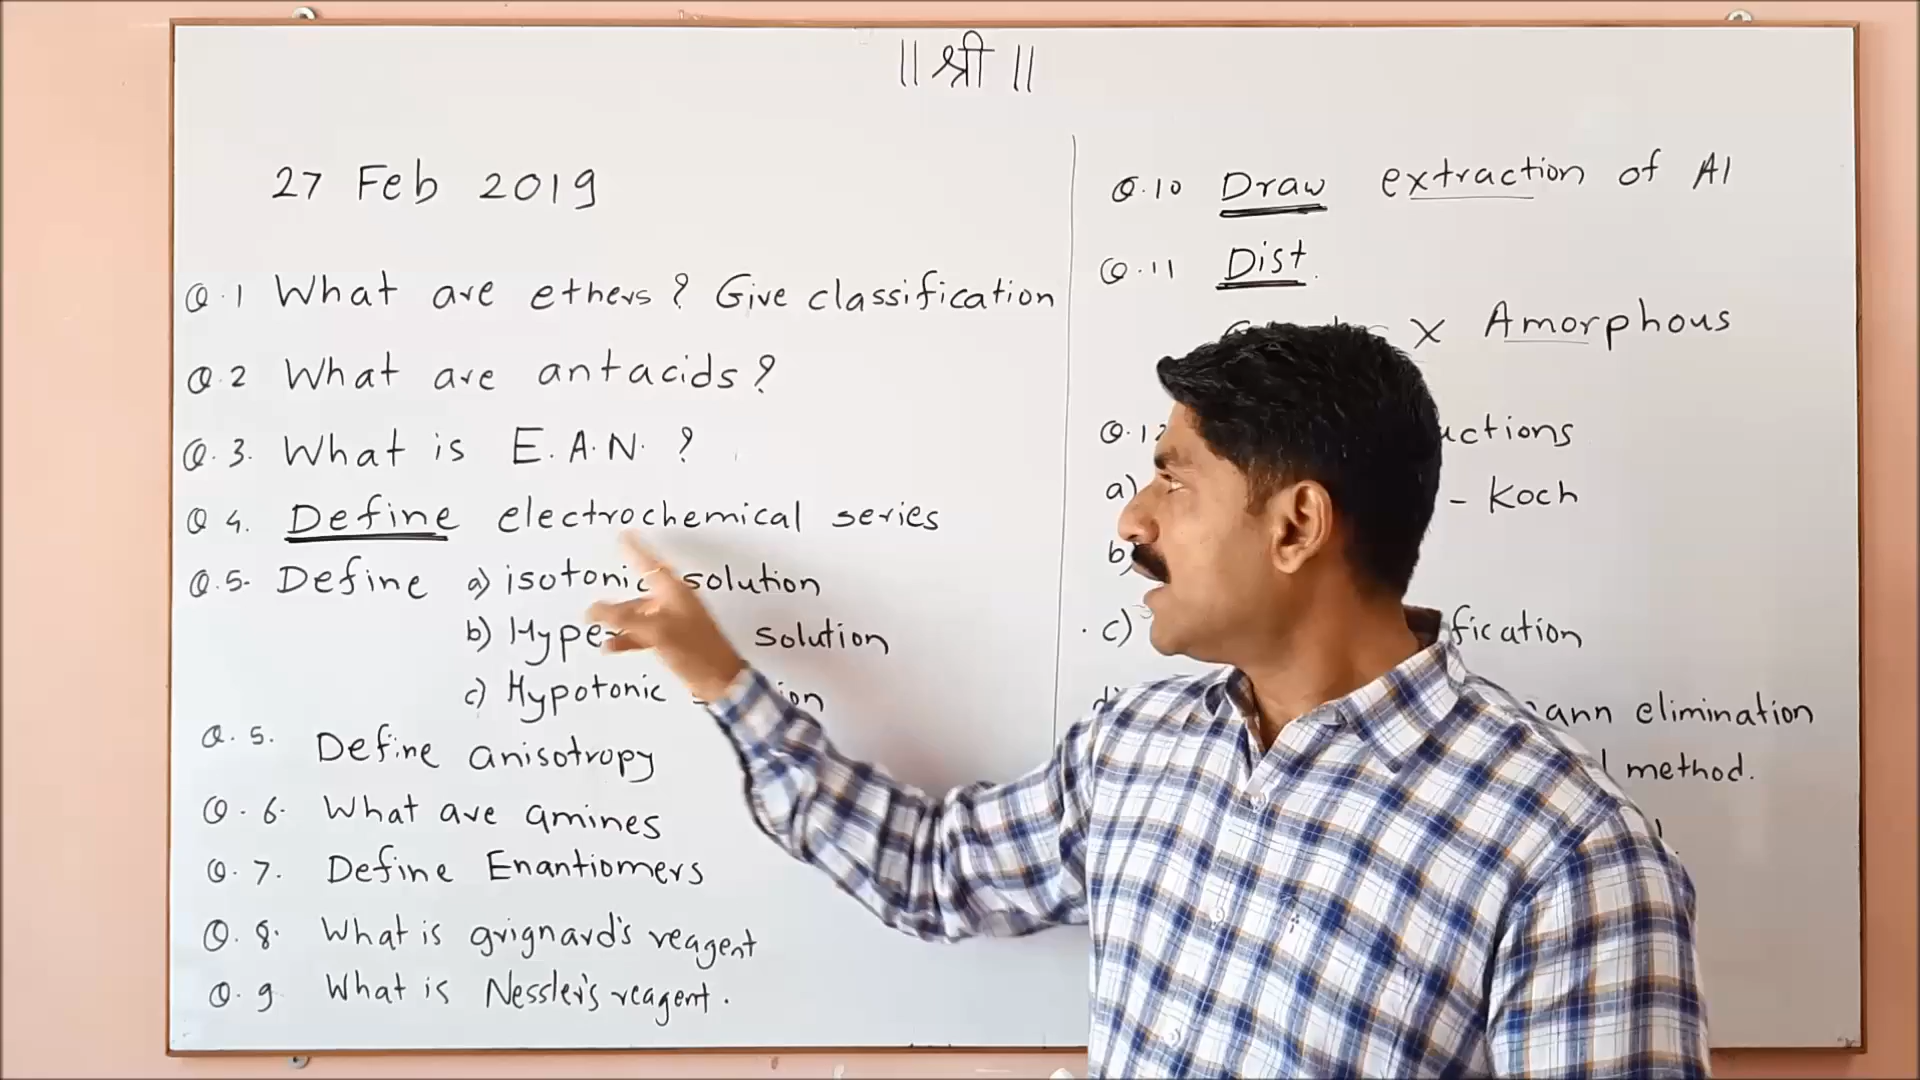 || श्री ||
27 Feb 2019
Q.1 What are ethers? Give classification
Q.2 What are antacids?
Q.3. What is E.A.N. ?
Q 4. Define electrochemical series
Q.5- Define a) isotonic solution
b) solution
c) Hypotonic
Q.5. Define anisotropy
Q.6. What are amines
Q.7. Define Enantiomers
Q.8. What is grignard's reagent
Q.9 What is Nessler's reagent.
Q.10 Draw extraction of Al
Q.11 Dist.
X Amorphous
a) - Koch
b)
c)
elimination
method.